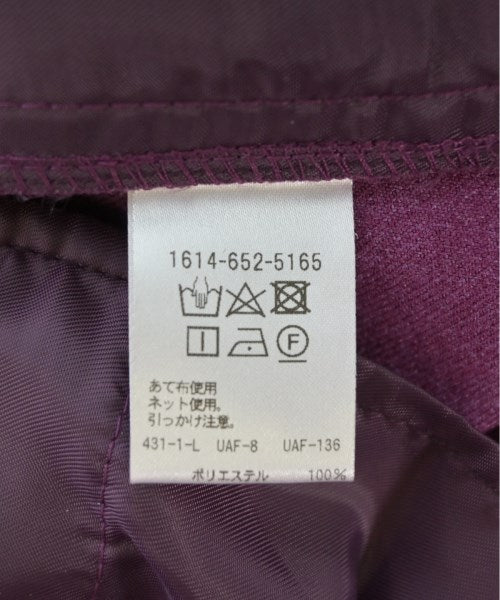 1614-652-5165
F
あて布使用
ネット使用。
引っかけ注意。
431-1-L UAF-8 UAF-136
ポリエステル 100%